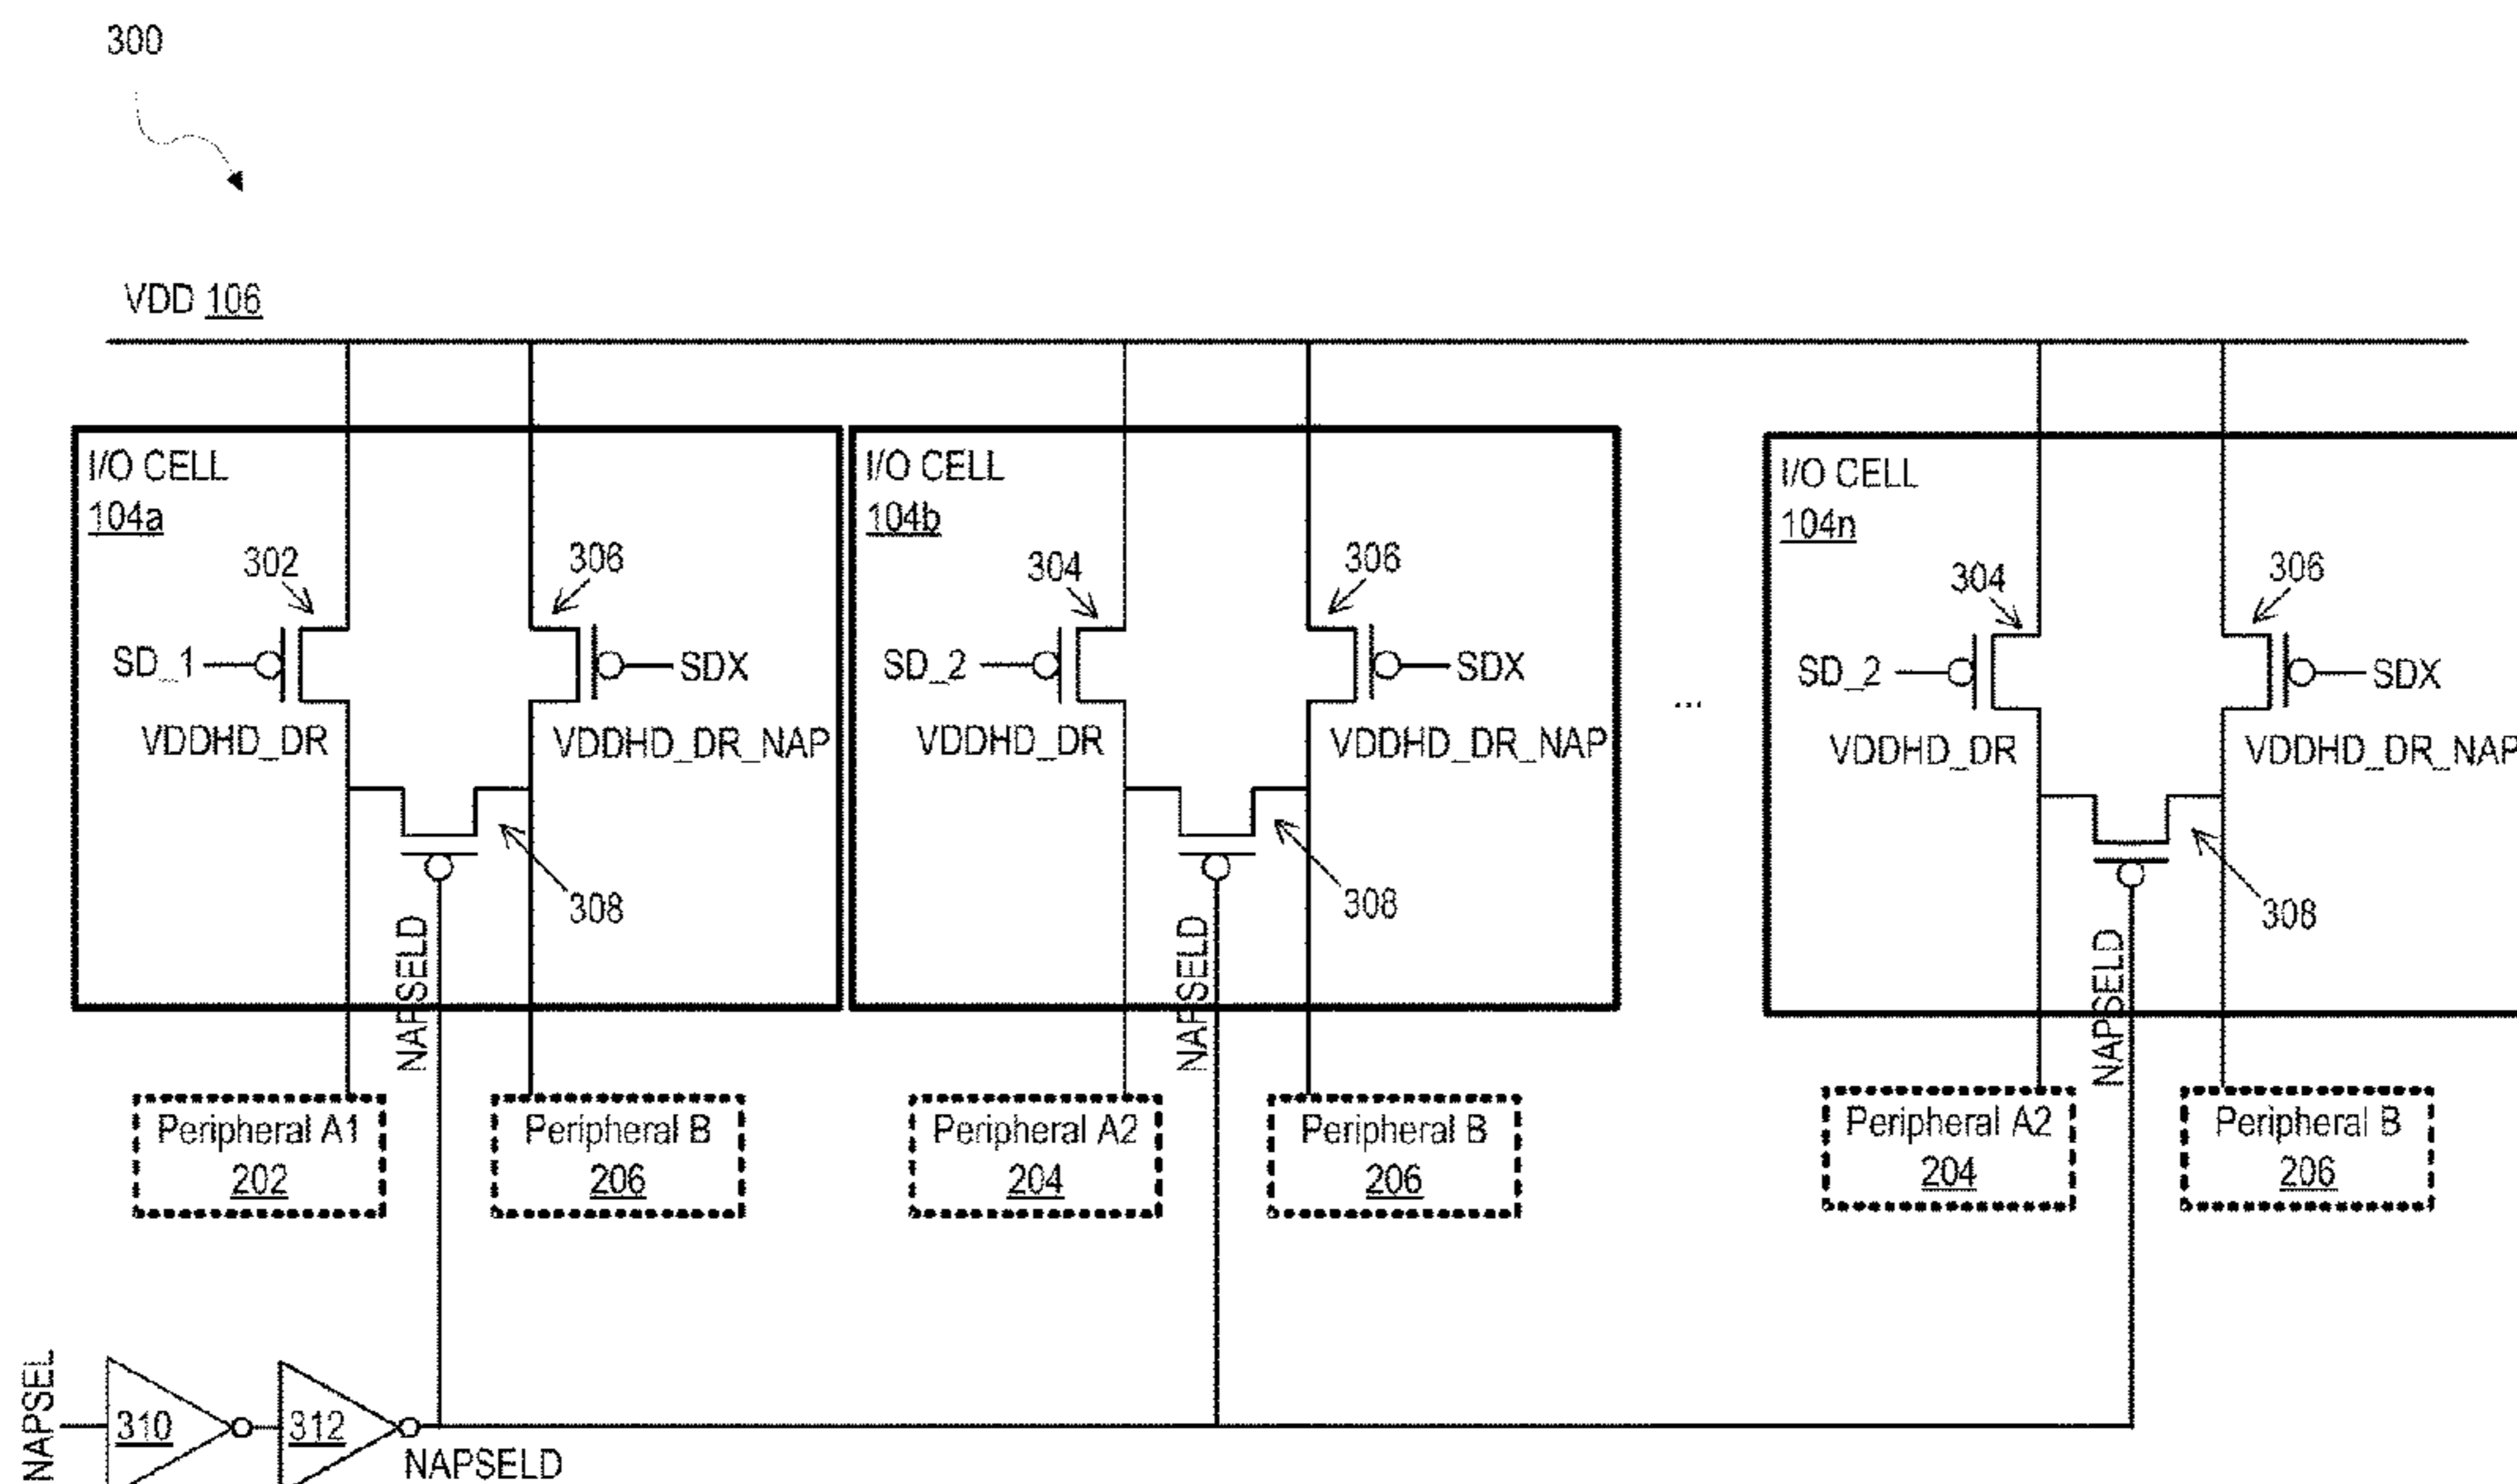 300
VDD 106
I/O CELL
104a
302
306
SD_1
SDX
VDDHD_DR
VDDHD_DR_NAP
308
NAPSELD
Peripheral A1
202
Peripheral B
206
I/O CELL
104b
304
306
SD_2
SDX
VDDHD_DR
VDDHD_DR_NAP
308
NAPSELD
Peripheral A2
204
Peripheral B
206
...
I/O CELL
104n
304
306
SD_2
SDX
VDDHD_DR
VDDHD_DR_NAP
308
NAPSELD
Peripheral A2
204
Peripheral B
206
NAPSEL
310
312
NAPSELD